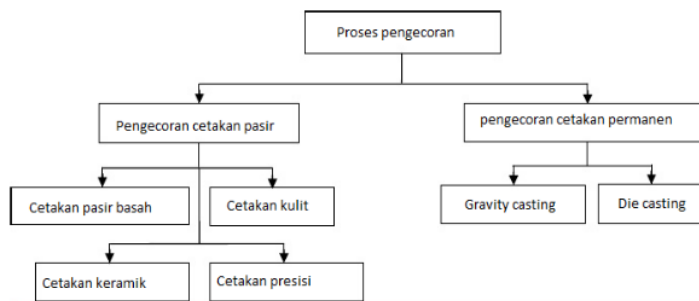 Proses pengecoran
Pengecoran cetakan pasir
pengecoran cetakan permanen
Cetakan pasir basah
Cetakan kulit
Gravity casting
Die casting
Cetakan keramik
Cetakan presisi